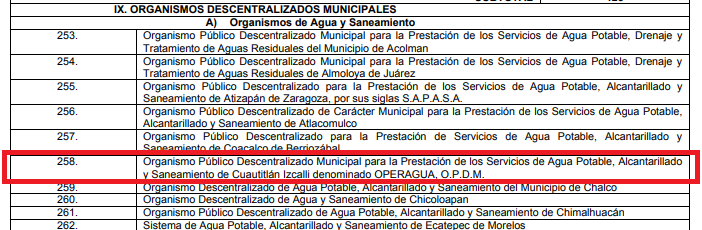 IX. ORGANISMOS DESCENTRALIZADOS MUNICIPALES
A) Organismos de Agua y Saneamiento
253. Organismo Público Descentralizado Municipal para la Prestación de los Servicios de Agua Potable, Drenaje y
Tratamiento de Aguas Residuales del Municipio de Acolman
254. Organismo Público Descentralizado Municipal para la Prestación de los Servicios de Agua Potable, Drenaje y
Tratamiento de Aguas Residuales de Almoloya de Juárez
255. Organismo Público Descentralizado para la Prestación de los Servicios de Agua Potable, Alcantarillado y
Saneamiento de Atizapán de Zaragoza, por sus siglas S.A.P.A.S.A.
256. Organismo Público Descentralizado de Carácter Municipal para la Prestación de los Servicios de Agua Potable,
Alcantarillado y Saneamiento de Atlacomulco
257. Organismo Público Descentralizado para la Prestación de Servicios de Agua Potable, Alcantarillado y
Saneamiento de Coacalco de Berriozábal
258. Organismo Público Descentralizado Municipal para la Prestación de los Servicios de Agua Potable, Alcantarillado
y Saneamiento de Cuautitlán Izcalli denominado OPERAGUA, O.P.D.M.
259. Organismo Descentralizado de Agua Potable, Alcantarillado y Saneamiento del Municipio de Chalco
260. Organismo Descentralizado de Agua y Saneamiento de Chicoloapan
261. Organismo Público Descentralizado de Agua Potable, Alcantarillado y Saneamiento de Chimalhuacán
262. Sistema de Agua Potable, Alcantarillado y Saneamiento de Ecatepec de Morelos